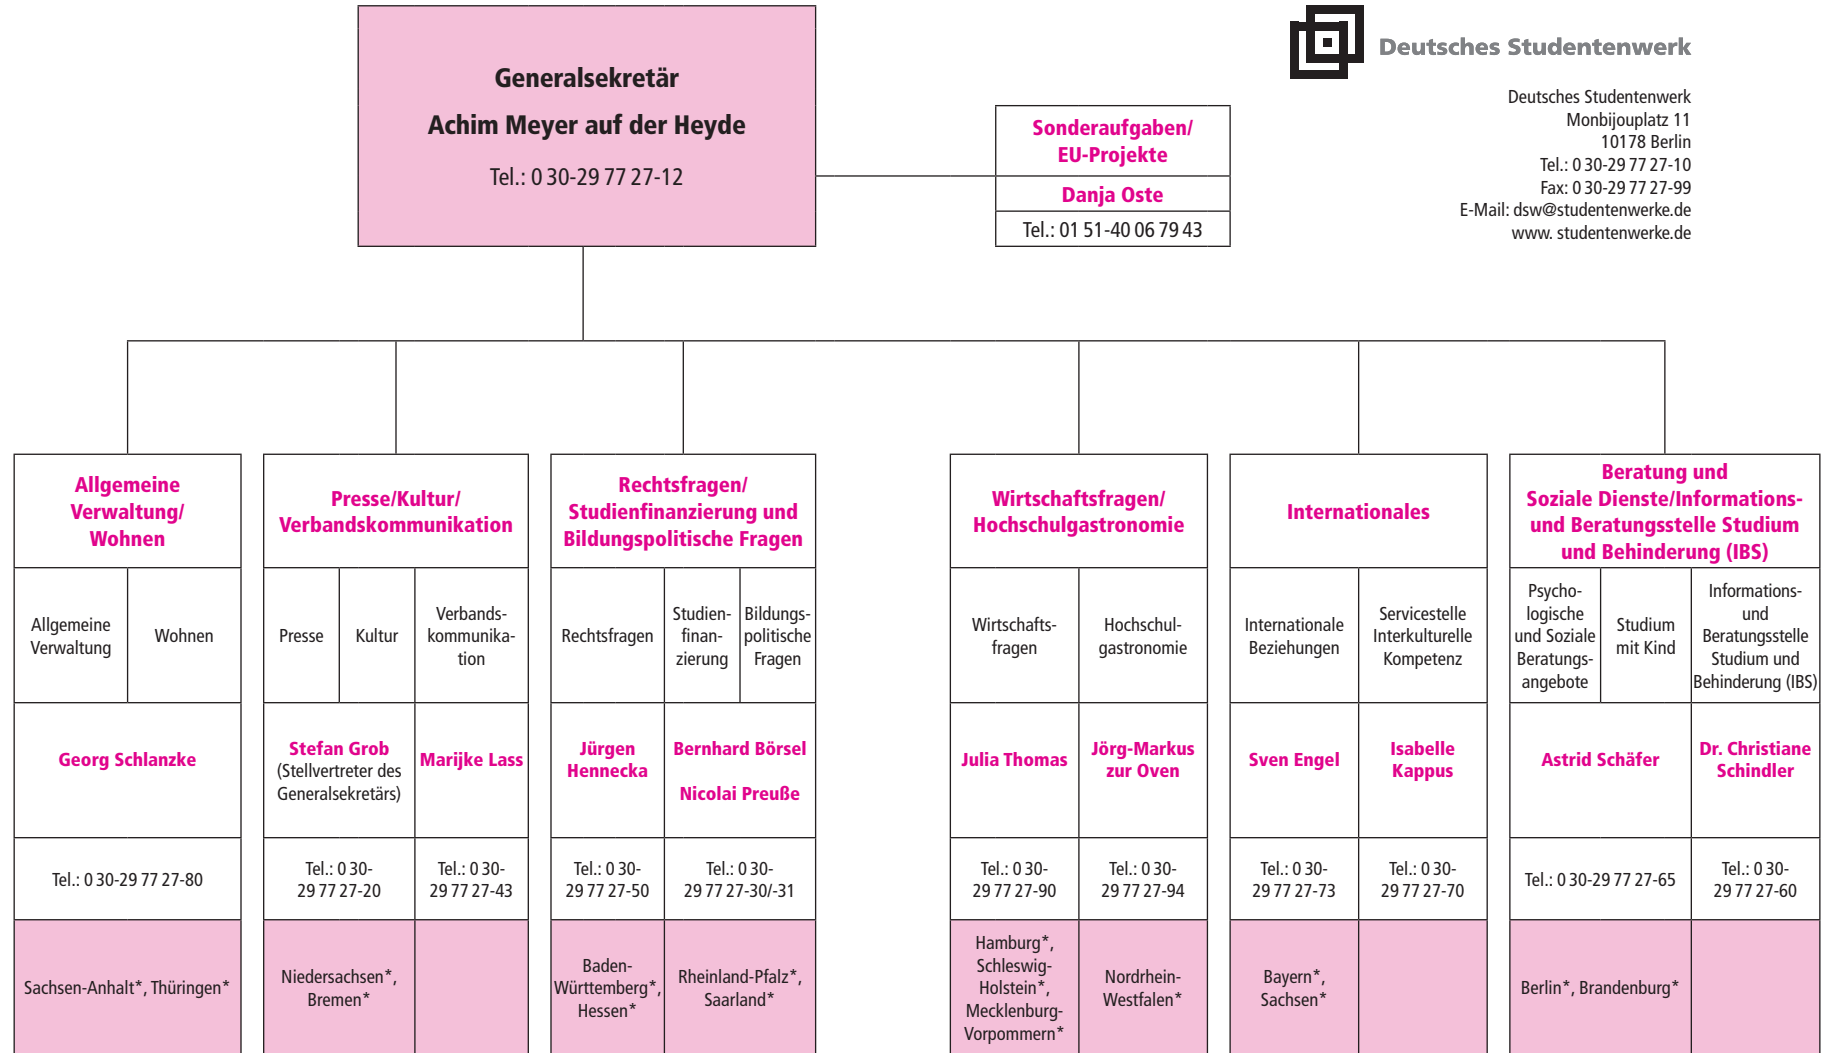 Generalsekretär
Achim Meyer auf der Heyde
Tel.: 0 30-29 77 27-12
Sonderaufgaben/
EU-Projekte
Danja Oste
Tel.: 01 51-40 06 79 43
Deutsches Studentenwerk
Deutsches Studentenwerk
Monbijouplatz 11
10178 Berlin
Tel.: 0 30-29 77 27-10
Fax: 0 30-29 77 27-99
E-Mail: dsw@studentenwerke.de
www. studentenwerke.de
Allgemeine
Verwaltung/
Wohnen
Allgemeine
Verwaltung
Wohnen
Georg Schlanzke
Tel.: 0 30-29 77 27-80
Sachsen-Anhalt*, Thüringen*
Presse/Kultur/
Verbandskommunikation
Presse
Kultur
Verbands-
kommunika-
tion
Stefan Grob
(Stellvertreter des
Generalsekretärs)
Marijke Lass
Tel.: 0 30-
29 77 27-20
Tel.: 0 30-
29 77 27-43
Niedersachsen*,
Bremen*
Rechtsfragen/
Studienfinanzierung und
Bildungspolitische Fragen
Rechtsfragen
Studien-
finan-
zierung
Bildungs-
politische
Fragen
Jürgen
Hennecka
Bernhard Börsel
Nicolai Preuße
Tel.: 0 30-
29 77 27-50
Tel.: 0 30-
29 77 27-30/-31
Baden-
Württemberg*,
Hessen*
Rheinland-Pfalz*,
Saarland*
Wirtschaftsfragen/
Hochschulgastronomie
Wirtschafts-
fragen
Hochschul-
gastronomie
Julia Thomas
Jörg-Markus
zur Oven
Tel.: 0 30-
29 77 27-90
Tel.: 0 30-
29 77 27-94
Hamburg*,
Schleswig-
Holstein*,
Mecklenburg-
Vorpommern*
Nordrhein-
Westfalen*
Internationales
Internationale
Beziehungen
Servicestelle
Interkulturelle
Kompetenz
Sven Engel
Isabelle
Kappus
Tel.: 0 30-
29 77 27-73
Tel.: 0 30-
29 77 27-70
Bayern*,
Sachsen*
Beratung und
Soziale Dienste/Informations-
und Beratungsstelle Studium
und Behinderung (IBS)
Psycho-
logische
und Soziale
Beratungs-
angebote
Studium
mit Kind
Informations-
und
Beratungsstelle
Studium und
Behinderung (IBS)
Astrid Schäfer
Dr. Christiane
Schindler
Tel.: 0 30-29 77 27-65
Tel.: 0 30-
29 77 27-60
Berlin*, Brandenburg*